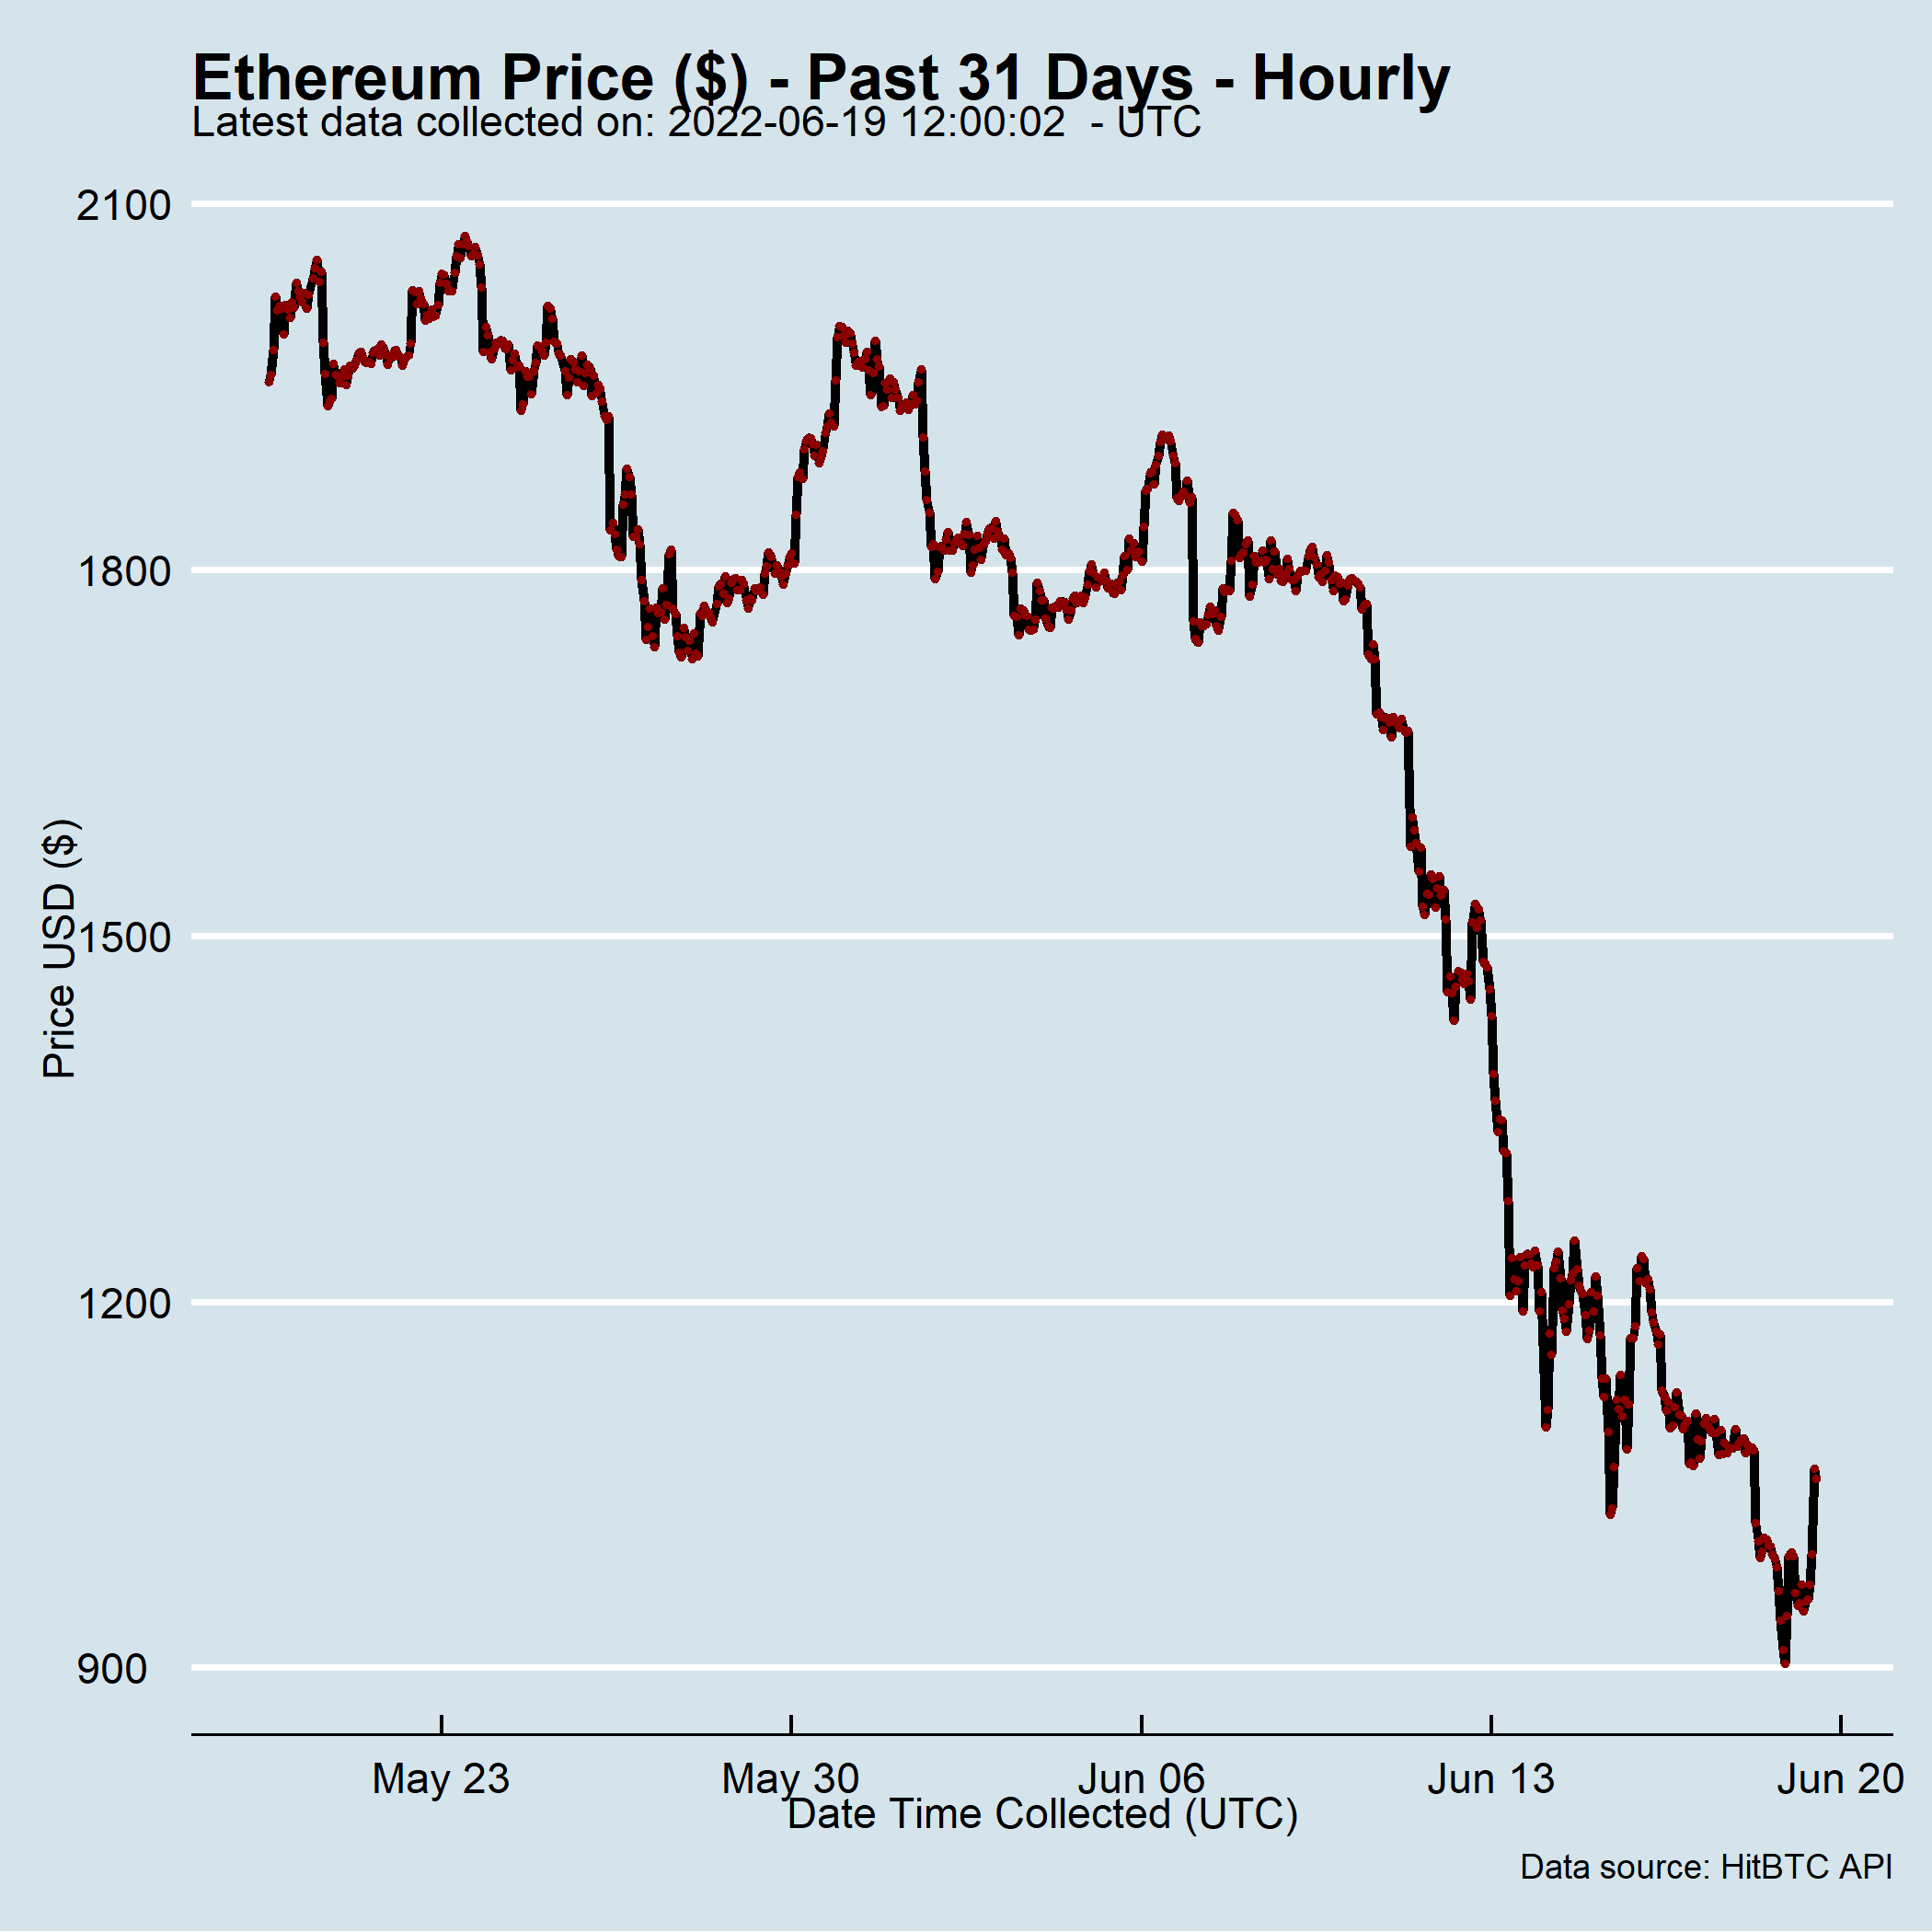 Ethereum Price ($) - Past 31 Days - Hourly
Latest data collected on: 2022-06-19 12:00:02  - UTC
2100
1800
1500
1200
900
Price USD ($)
May 23
May 30
Jun 06
Jun 13
Jun 20
Date Time Collected (UTC)
Data source: HitBTC API